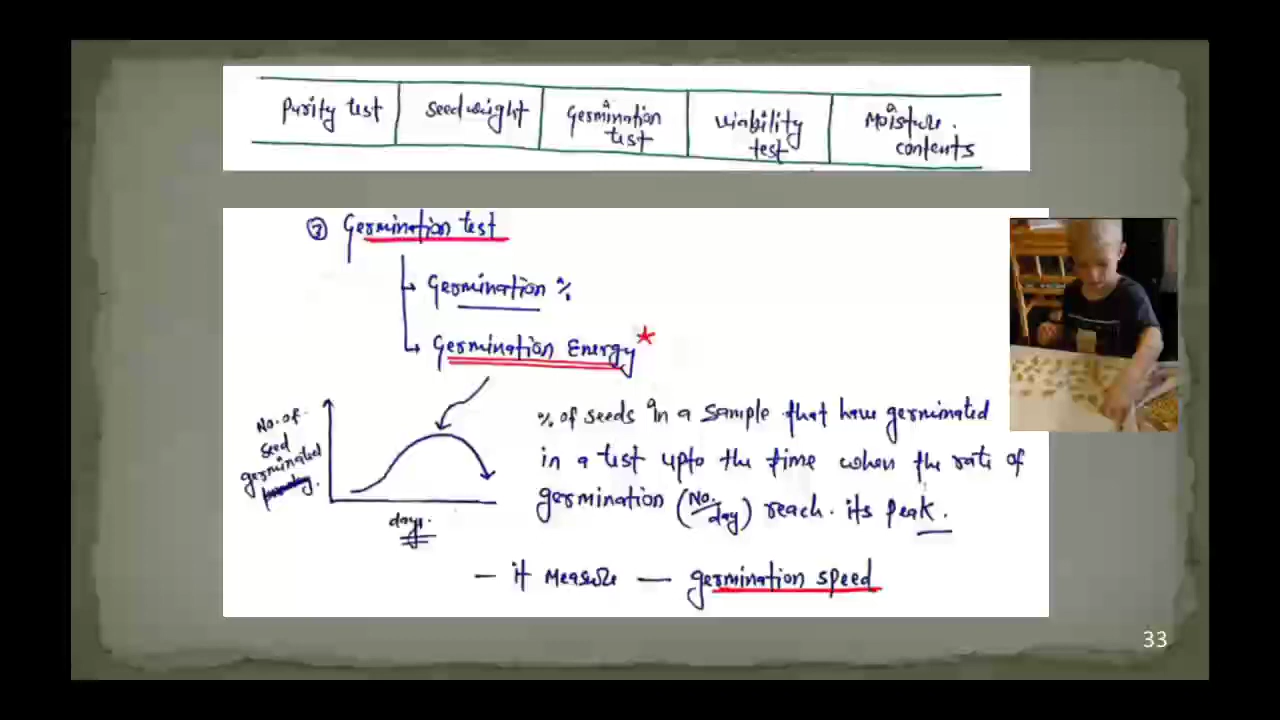 Purity test
Seed weight
Germination
test
Viability
test
Moisture.
contents
③ Germination test
Germination %
Germination Energy *
No. of
Seed
germinated
days.
% of seeds in a sample that have germinated
in a test upto the time when the rate of
germination (No./day) reach its peak.
— it Measure — germination speed
33